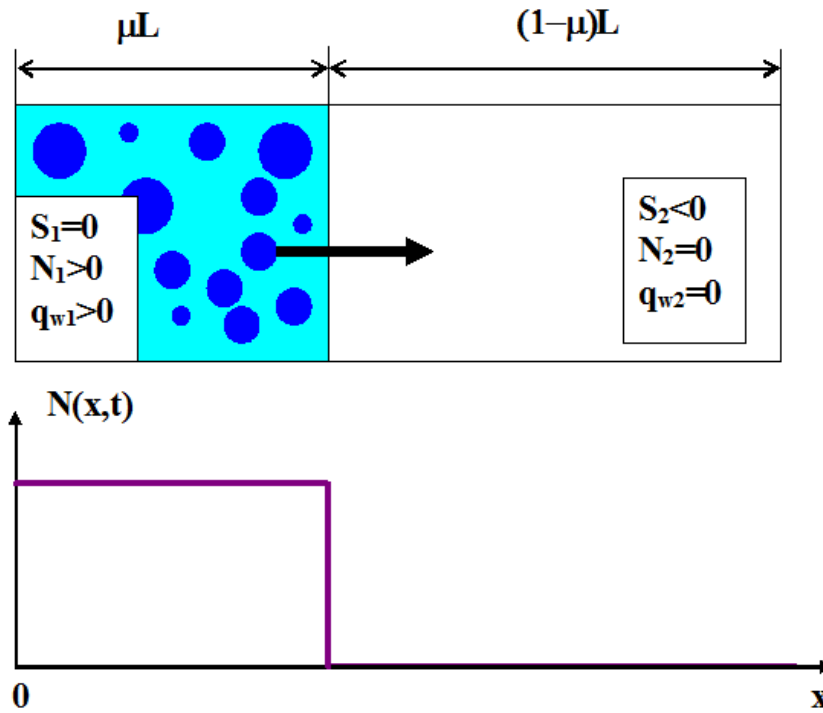 μL
(1−μ)L
S₁=0
N₁>0
q_w1>0
S₂<0
N₂=0
q_w2=0
N(x,t)
0
x